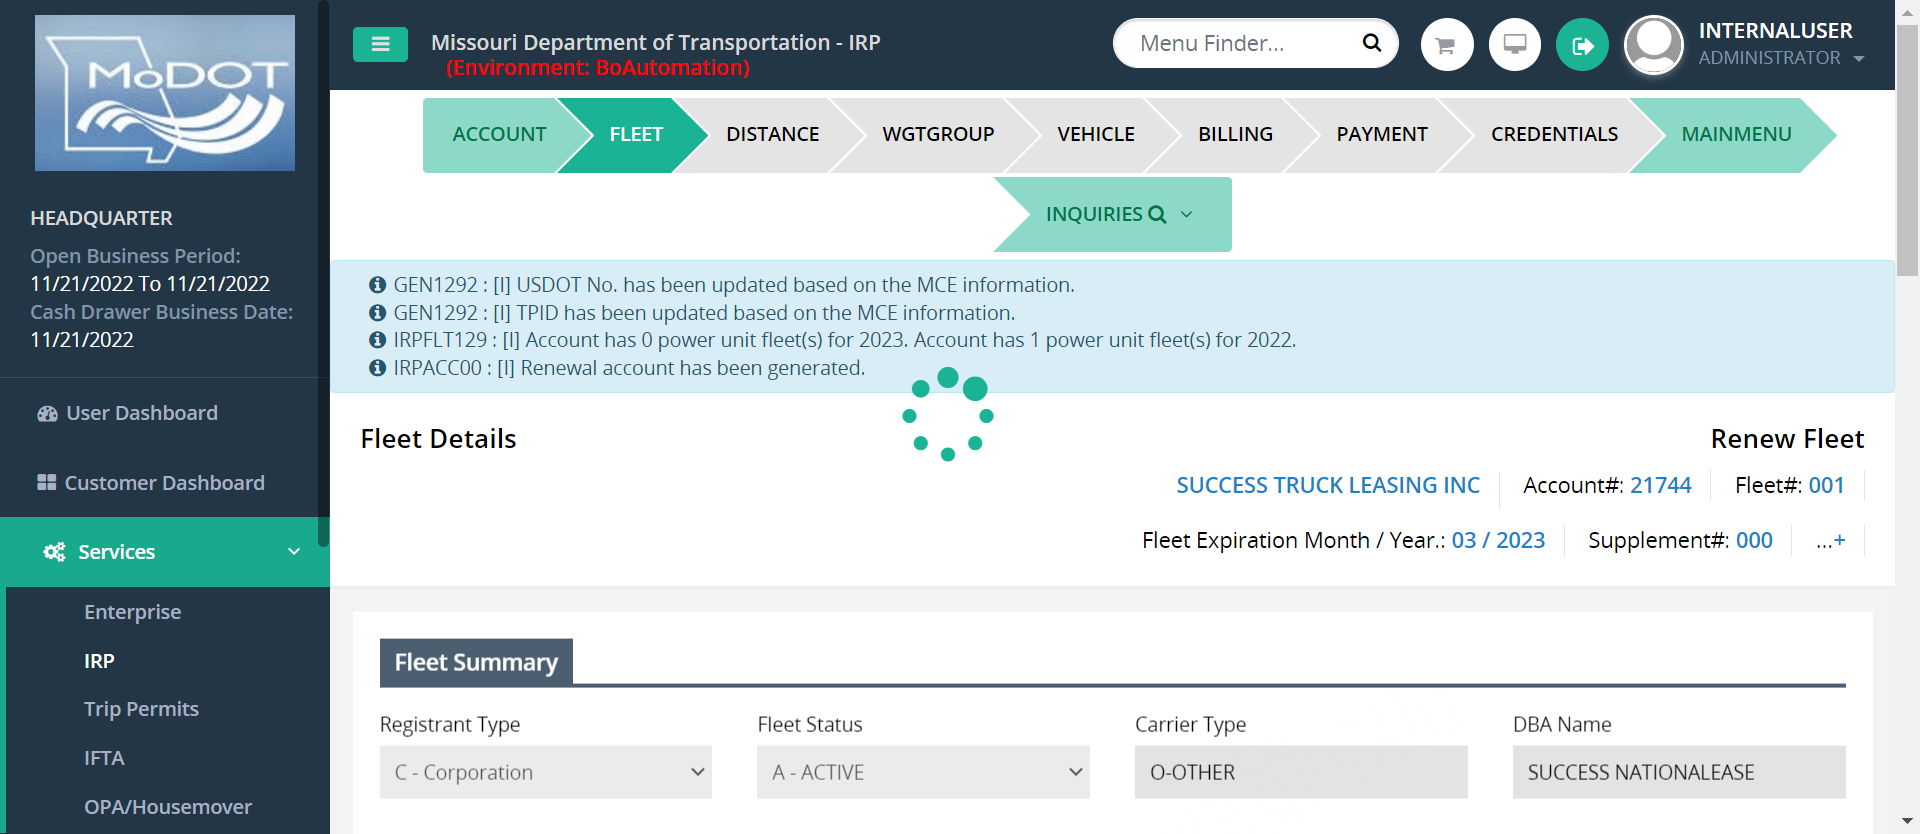 MoDOT
HEADQUARTER
Open Business Period:
11/21/2022 To 11/21/2022
Cash Drawer Business Date:
11/21/2022
User Dashboard
Customer Dashboard
Services
Enterprise
IRP
Trip Permits
IFTA
OPA/Housemover
Missouri Department of Transportation - IRP
(Environment: BoAutomation)
Menu Finder...
INTERNALUSER
ADMINISTRATOR
ACCOUNT
FLEET
DISTANCE
WGTGROUP
VEHICLE
BILLING
PAYMENT
CREDENTIALS
MAINMENU
INQUIRIES
GEN1292 : [I] USDOT No. has been updated based on the MCE information.
GEN1292 : [I] TPID has been updated based on the MCE information.
IRPFLT129 : [I] Account has 0 power unit fleet(s) for 2023. Account has 1 power unit fleet(s) for 2022.
IRPACC00 : [I] Renewal account has been generated.
Fleet Details
Renew Fleet
SUCCESS TRUCK LEASING INC
Account#: 21744
Fleet#: 001
Fleet Expiration Month / Year.: 03 / 2023
Supplement#: 000
...+
Fleet Summary
Registrant Type
C - Corporation
Fleet Status
A - ACTIVE
Carrier Type
O-OTHER
DBA Name
SUCCESS NATIONALEASE